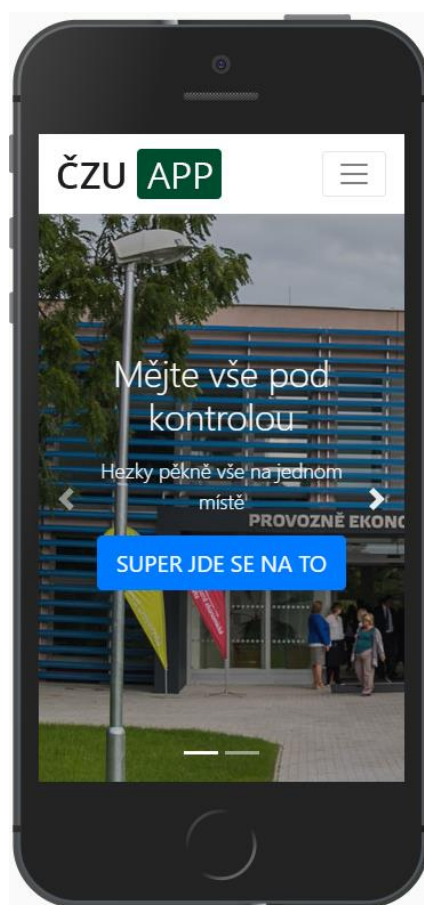 ČZU APP
Mějte vše pod
kontrolou
Hezky pěkně vše na jednom
místě
PROVOZNĚ EKONO
SUPER JDE SE NA TO